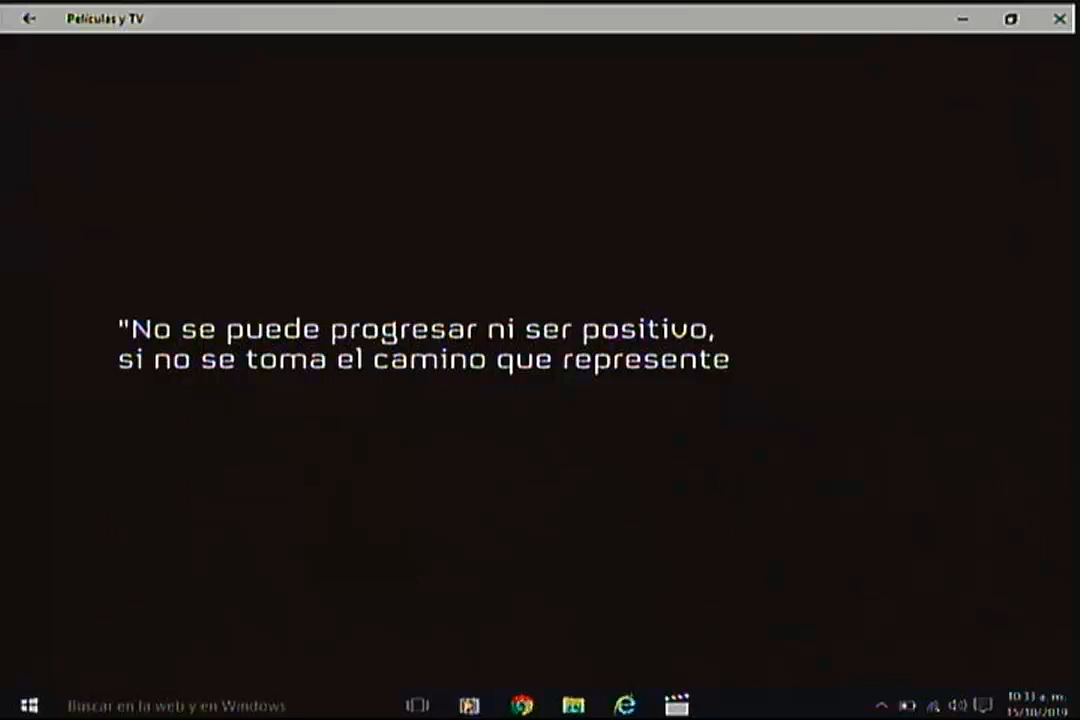 Películas y TV
"No se puede progresar ni ser positivo,
si no se toma el camino que represente
Buscar en la web y en Windows
10:33 a. m.
15/10/2019